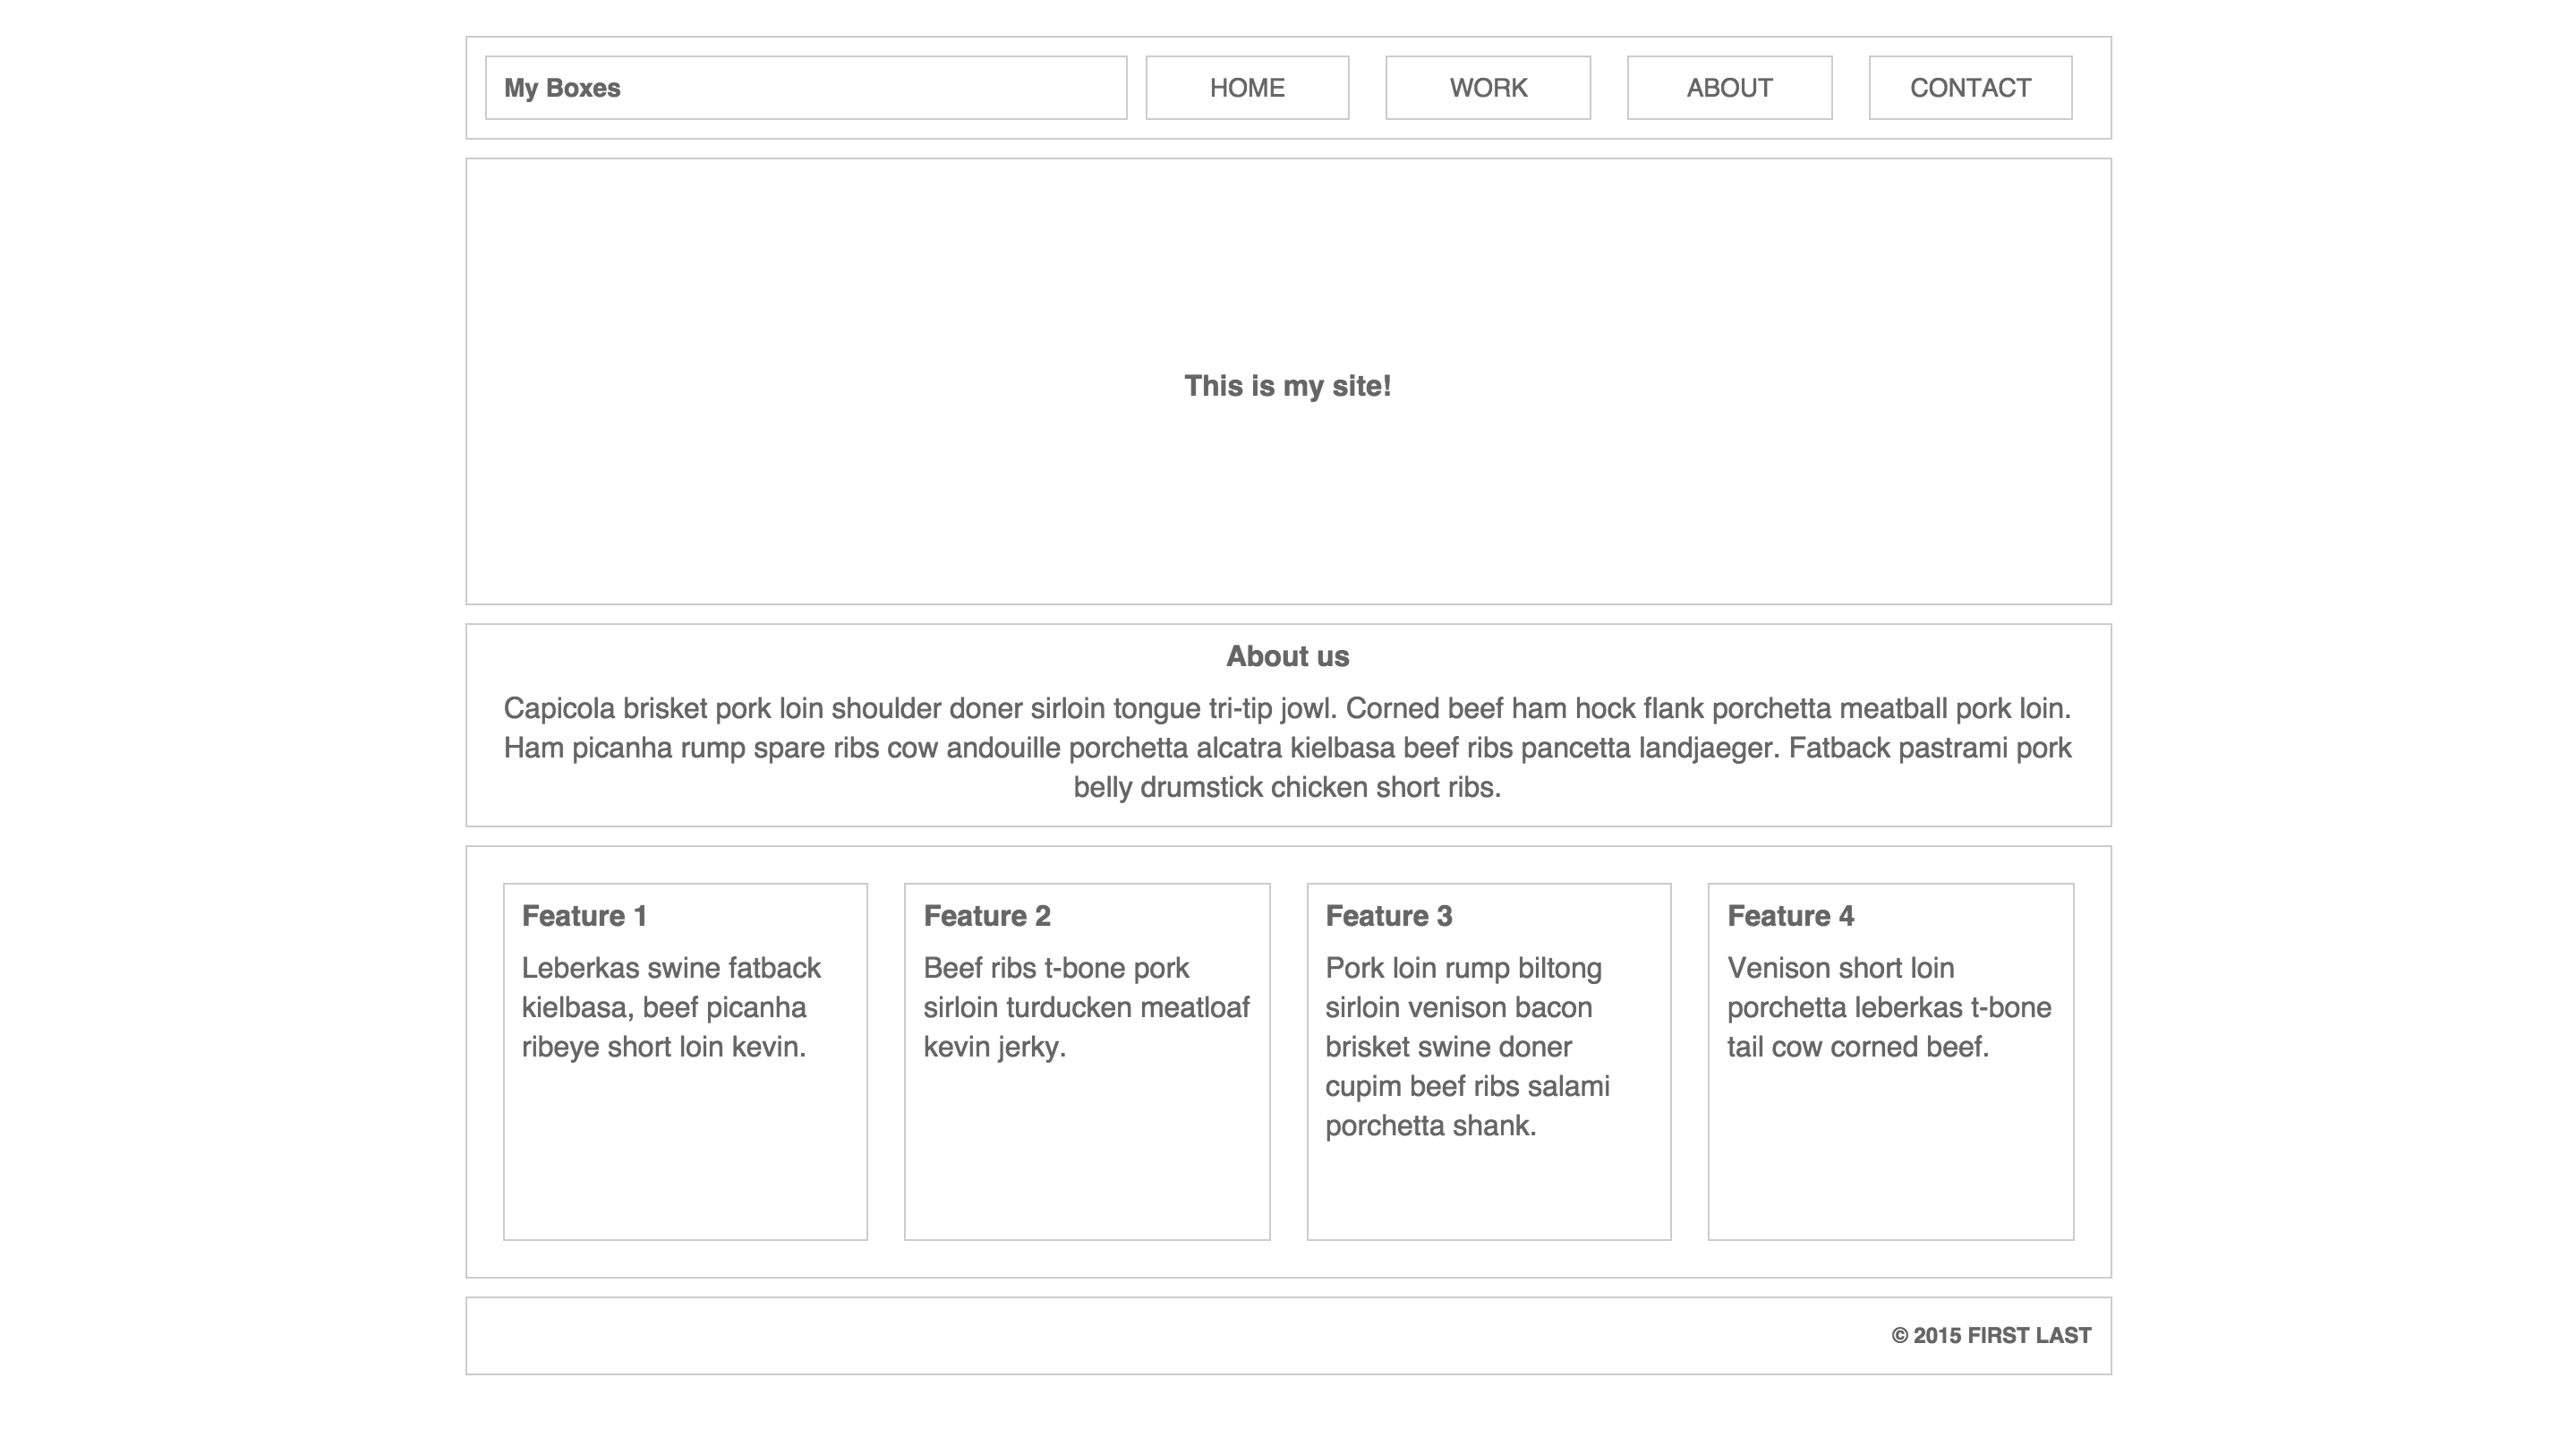 My Boxes
HOME
WORK
ABOUT
CONTACT
This is my site!
About us
Capicola brisket pork loin shoulder doner sirloin tongue tri-tip jowl. Corned beef ham hock flank porchetta meatball pork loin.
Ham picanha rump spare ribs cow andouille porchetta alcatra kielbasa beef ribs pancetta landjaeger. Fatback pastrami pork
belly drumstick chicken short ribs.
Feature 1
Leberkas swine fatback
kielbasa, beef picanha
ribeye short loin kevin.
Feature 2
Beef ribs t-bone pork
sirloin turducken meatloaf
kevin jerky.
Feature 3
Pork loin rump biltong
sirloin venison bacon
brisket swine doner
cupim beef ribs salami
porchetta shank.
Feature 4
Venison short loin
porchetta leberkas t-bone
tail cow corned beef.
© 2015 FIRST LAST